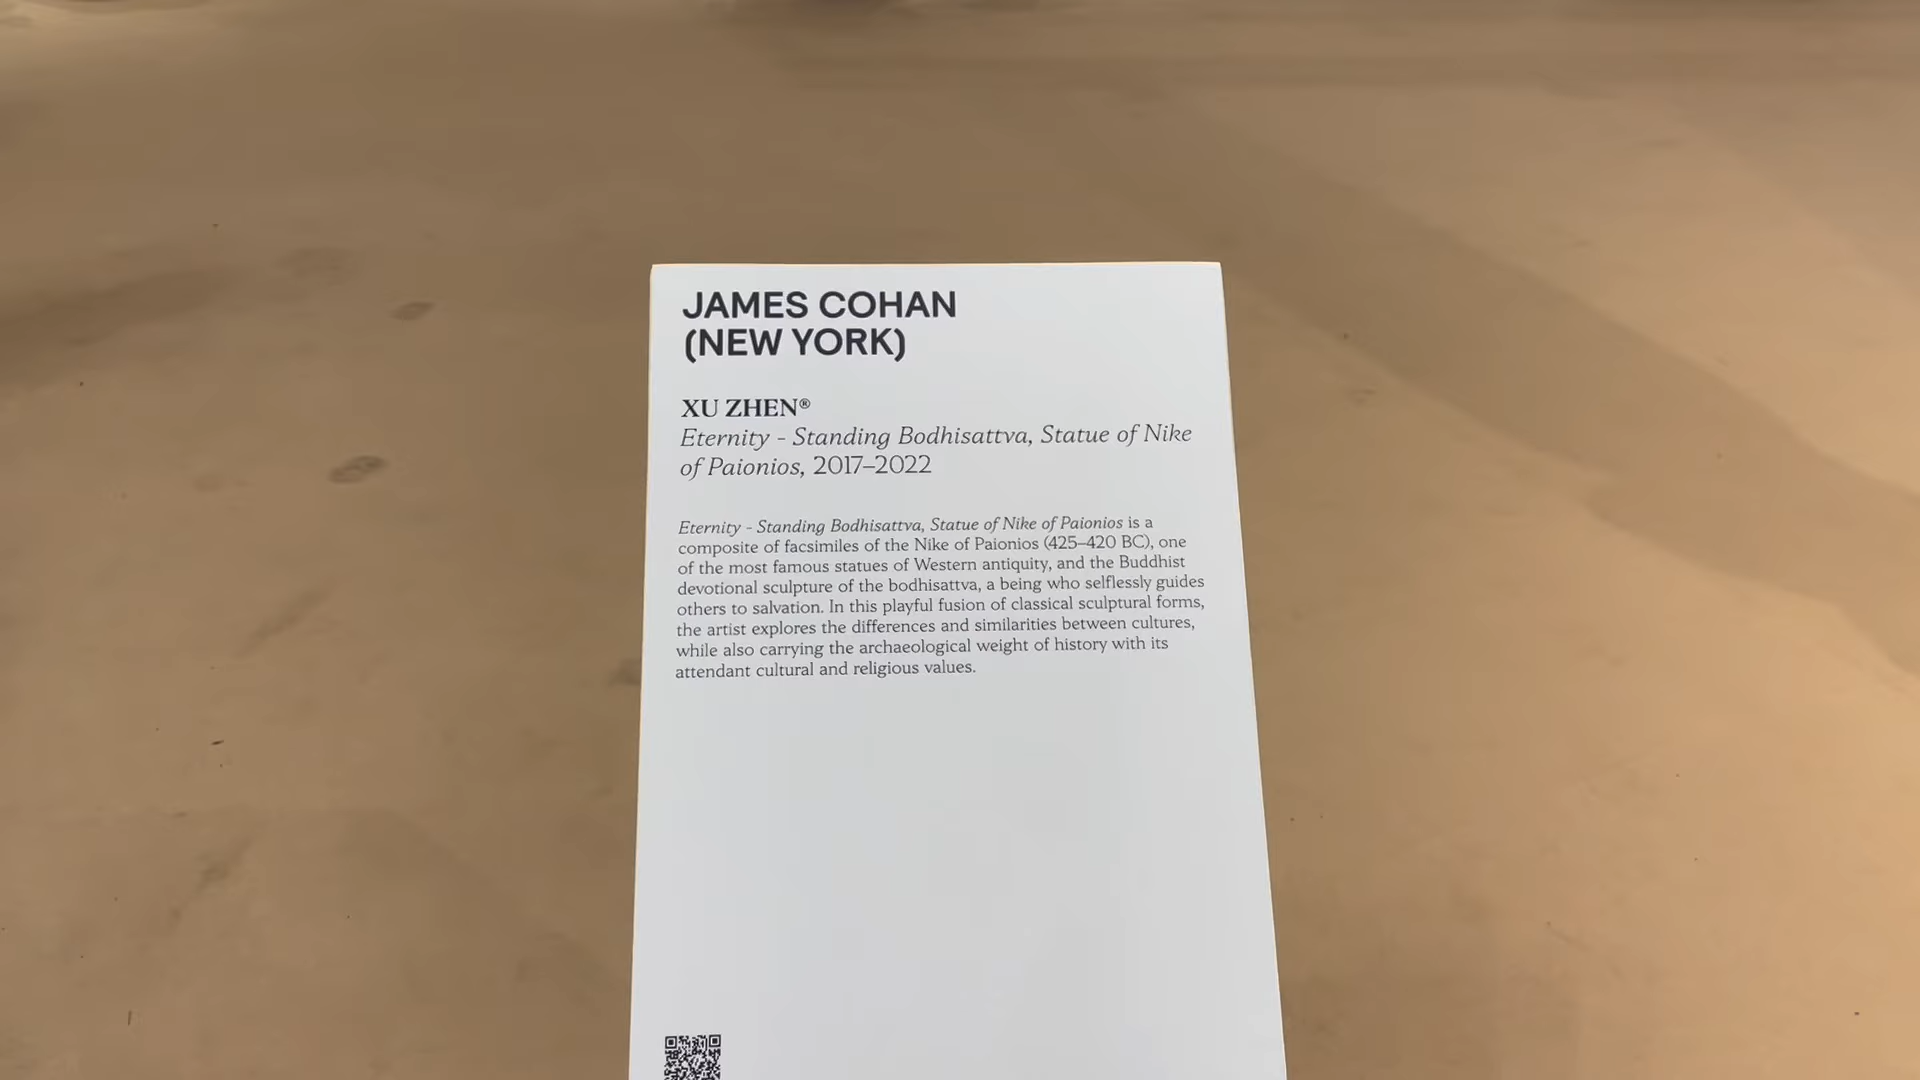 JAMES COHAN
(NEW YORK)
XU ZHEN®
Eternity - Standing Bodhisattva, Statue of Nike
of Paionios, 2017–2022
Eternity - Standing Bodhisattva, Statue of Nike of Paionios is a
composite of facsimiles of the Nike of Paionios (425–420 BC), one
of the most famous statues of Western antiquity, and the Buddhist
devotional sculpture of the bodhisattva, a being who selflessly guides
others to salvation. In this playful fusion of classical sculptural forms,
the artist explores the differences and similarities between cultures,
while also carrying the archaeological weight of history with its
attendant cultural and religious values.